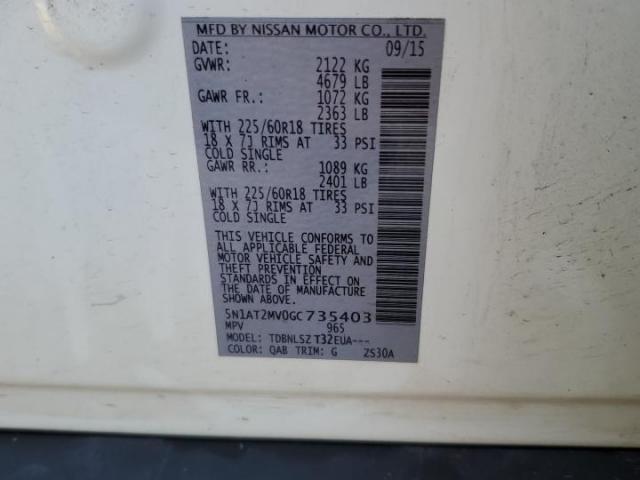 MFD BY NISSAN MOTOR CO., LTD.
DATE: 09/15
GVWR: 2122 KG
4679 LB
GAWR FR.: 1072 KG
2363 LB
WITH 225/60R18 TIRES
18 X 7J RIMS AT 33 PSI
COLD SINGLE
GAWR RR.: 1089 KG
2401 LB
WITH 225/60R18 TIRES
18 X 7J RIMS AT 33 PSI
COLD SINGLE
THIS VEHICLE CONFORMS TO
ALL APPLICABLE FEDERAL
MOTOR VEHICLE SAFETY AND
THEFT PREVENTION
STANDARDS IN EFFECT ON
THE DATE OF MANUFACTURE
SHOWN ABOVE.
5N1AT2MV0GC735403
MPV 965
MODEL: TDBNLSZ T32EUA---
COLOR: QAB TRIM: G ZS30A